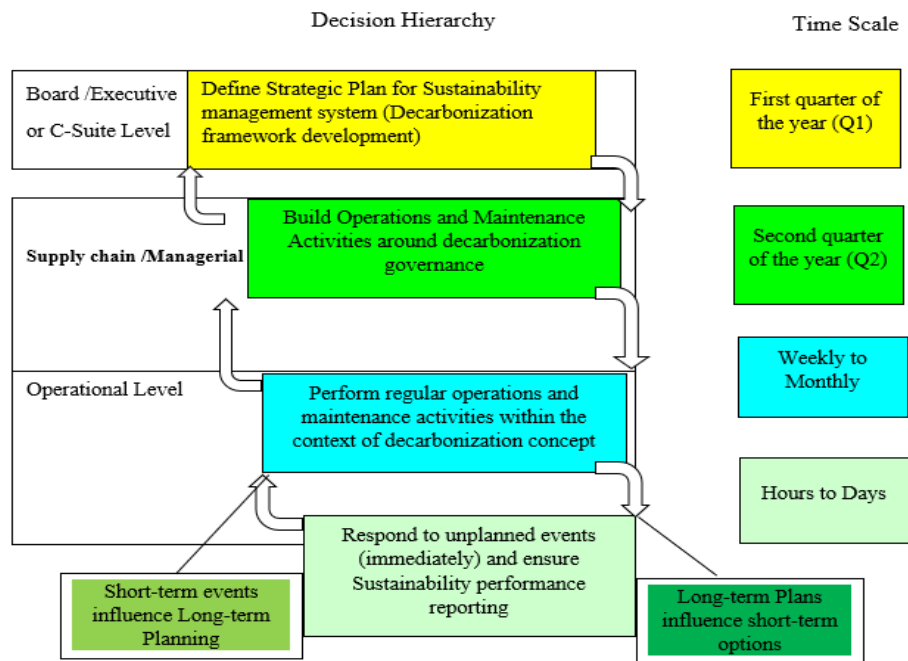 Decision Hierarchy
Time Scale
Board /Executive
or C-Suite Level
Define Strategic Plan for Sustainability
management system (Decarbonization
framework development)
First quarter of
the year (Q1)
Supply chain /Managerial
Build Operations and Maintenance
Activities around decarbonization
governance
Second quarter
of the year (Q2)
Operational Level
Perform regular operations and
maintenance activities within the
context of decarbonization concept
Weekly to
Monthly
Respond to unplanned events
(immediately) and ensure
Sustainability performance
reporting
Hours to Days
Short-term events
influence Long-term
Planning
Long-term Plans
influence short-term
options